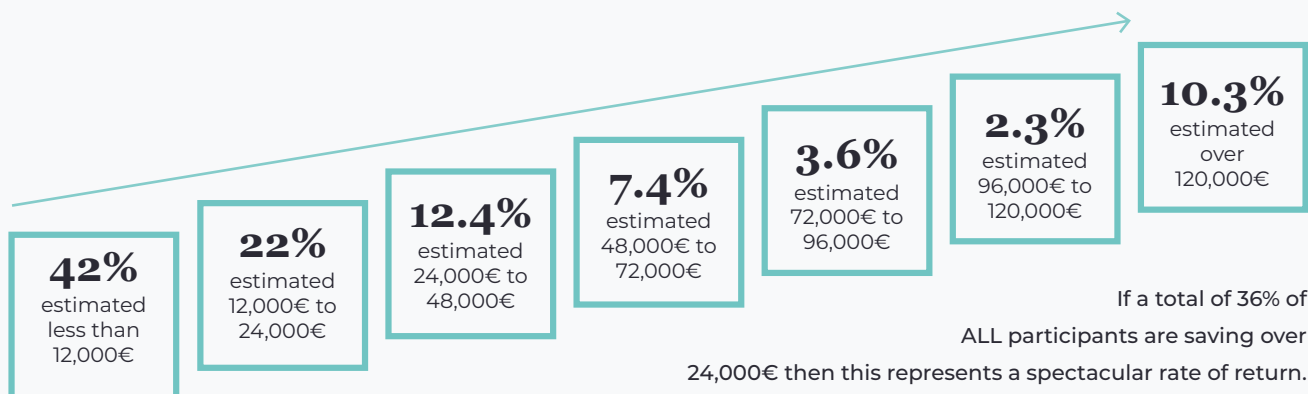 42%
estimated
less than
12,000€
22%
estimated
12,000€ to
24,000€
12.4%
estimated
24,000€ to
48,000€
7.4%
estimated
48,000€ to
72,000€
3.6%
estimated
72,000€ to
96,000€
2.3%
estimated
96,000€ to
120,000€
10.3%
estimated
over
120,000€
If a total of 36% of
ALL participants are saving over
24,000€ then this represents a spectacular rate of return.